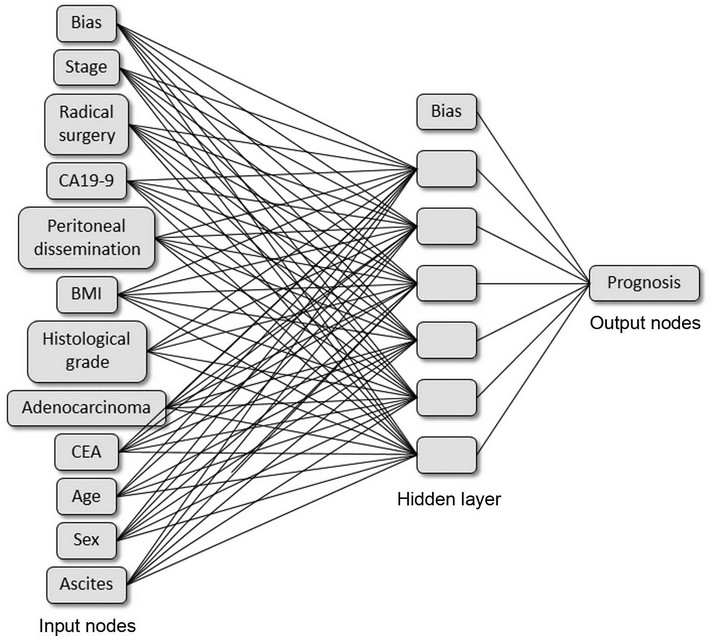 Bias
Stage
Radical
surgery
CA19-9
Peritoneal
dissemination
BMI
Histological
grade
Adenocarcinoma
CEA
Age
Sex
Ascites
Input nodes
Bias
Hidden layer
Prognosis
Output nodes